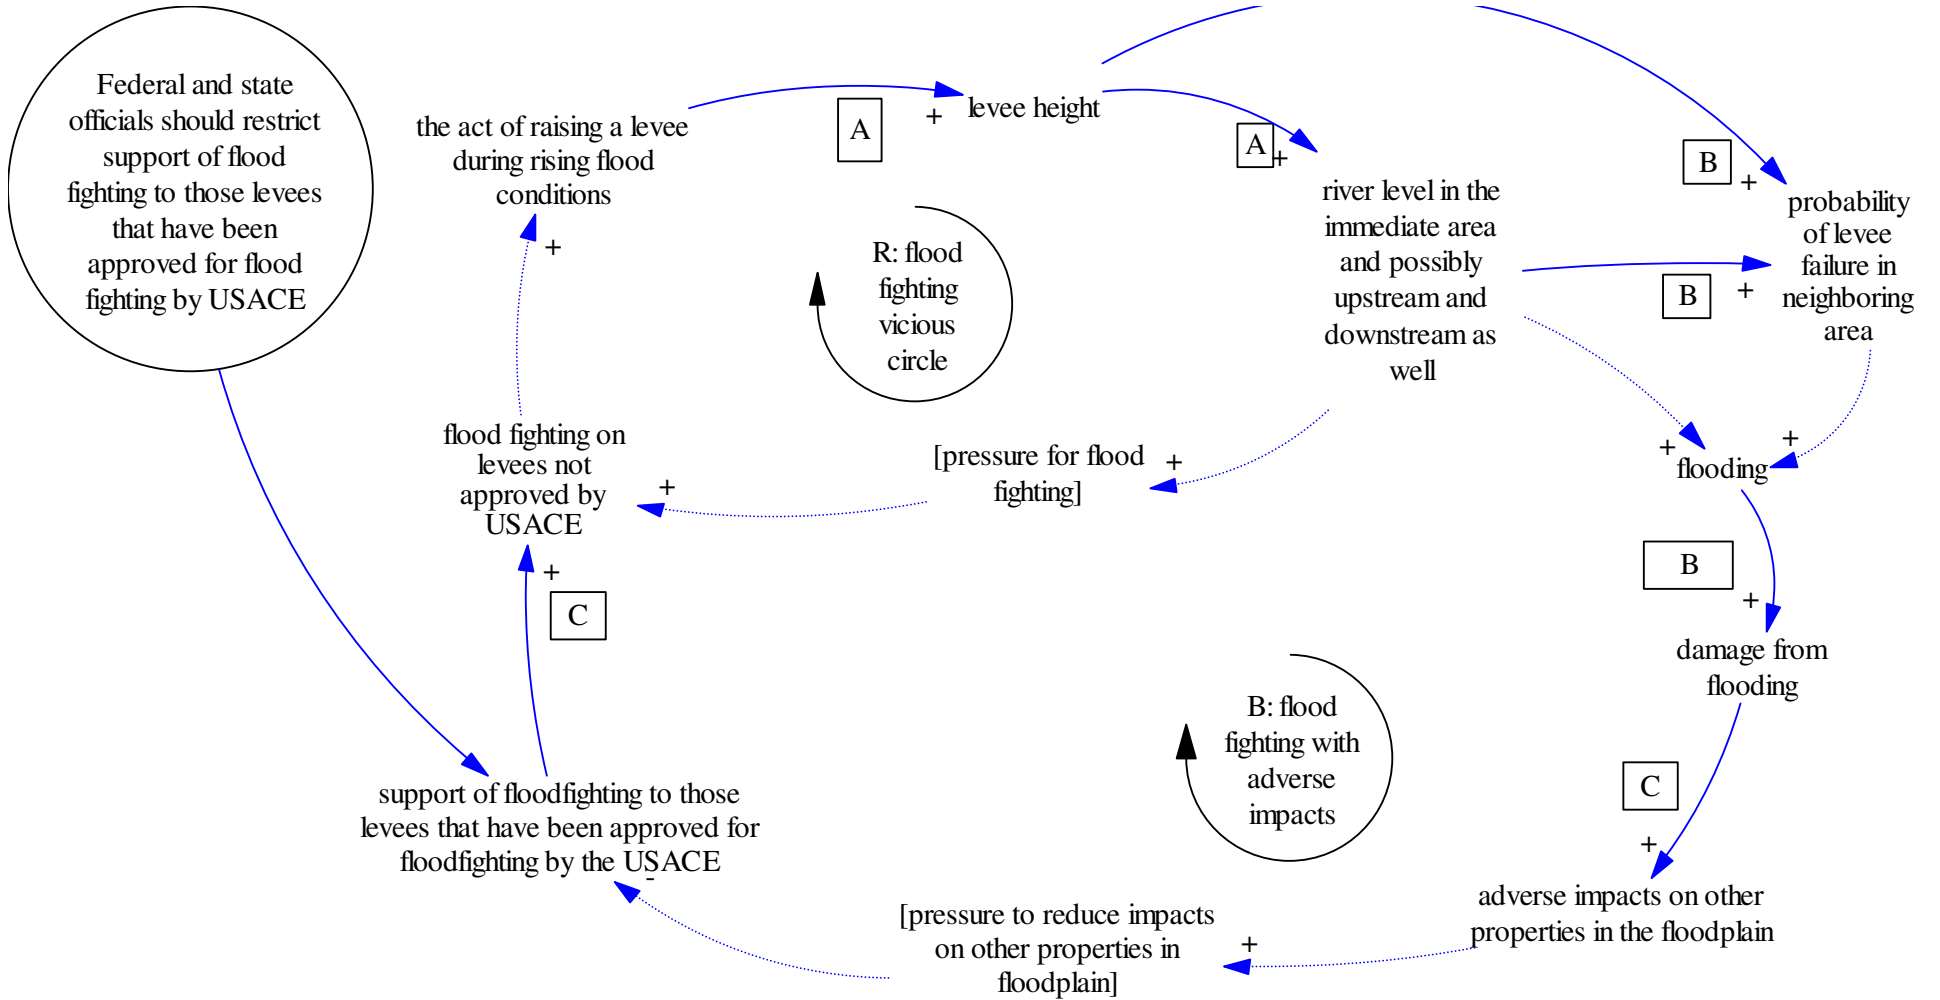 Federal and state
officials should restrict
support of flood
fighting to those levees
that have been
approved for flood
fighting by USACE
the act of raising a levee
during rising flood
conditions
+
A
+
levee height
A
+
river level in the
immediate area
and possibly
upstream and
downstream as
well
B
+
B
+
probability
of levee
failure in
neighboring
area
R: flood
fighting
vicious
circle
flood fighting on
levees not
approved by
USACE
+
[pressure for flood
fighting]
+
+
flooding
+
B
+
damage from
flooding
+
C
B: flood
fighting with
adverse
impacts
C
+
support of floodfighting to those
levees that have been approved for
floodfighting by the USACE
-
[pressure to reduce impacts
on other properties in
floodplain]
+
adverse impacts on other
properties in the floodplain